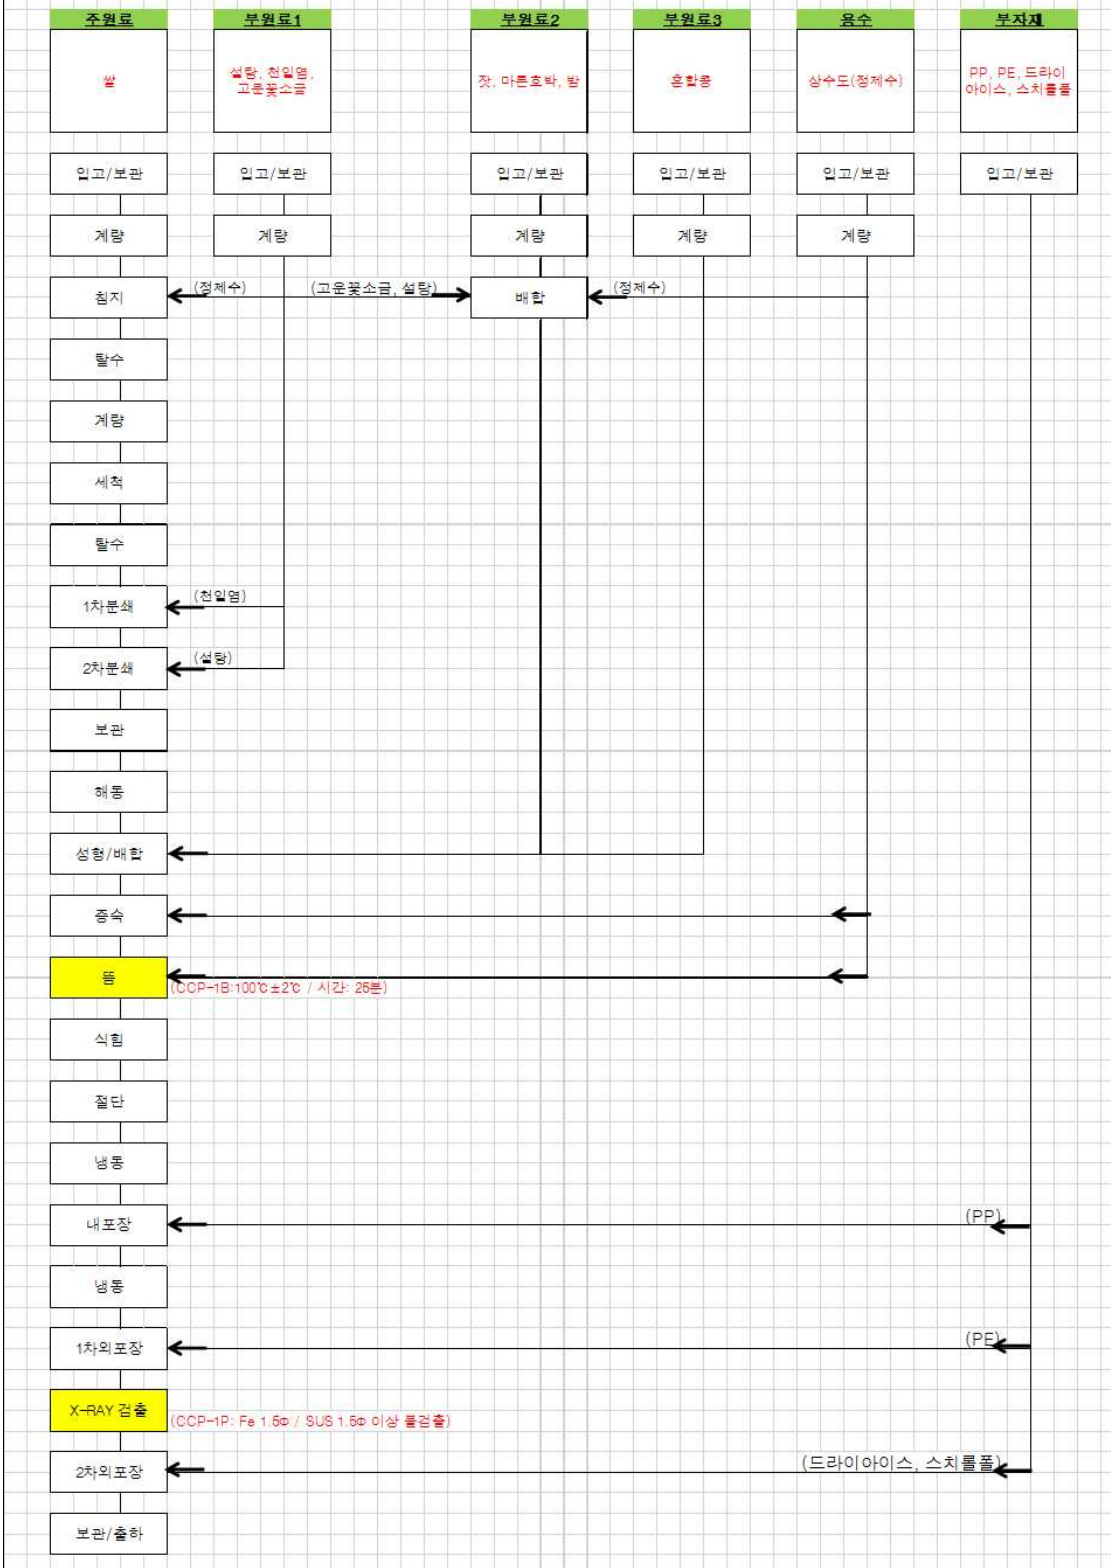 주원료
부원료1
부원료2
부원료3
용수
부자재
쌀
설탕, 천일염,
고운꽃소금
잣, 마른호박, 밤
혼합콩
상수도(정제수)
PP, PE, 드라이
아이스, 스치롤폴
입고/보관
입고/보관
입고/보관
입고/보관
입고/보관
입고/보관
계량
계량
계량
계량
계량
침지
(정제수)
(고운꽃소금, 설탕)
배합
(정제수)
탈수
계량
세척
탈수
1차분쇄
(천일염)
2차분쇄
(설탕)
보관
해동
성형/배합
증숙
뜸
(CCP-1B:100℃±2℃ / 시간: 25분)
식힘
절단
냉동
내포장
(PP)
냉동
1차외포장
(PE)
X-RAY 검출
(CCP-1P: Fe 1.5Φ / SUS 1.5Φ 이상 불검출)
2차외포장
(드라이아이스, 스치롤폴)
보관/출하